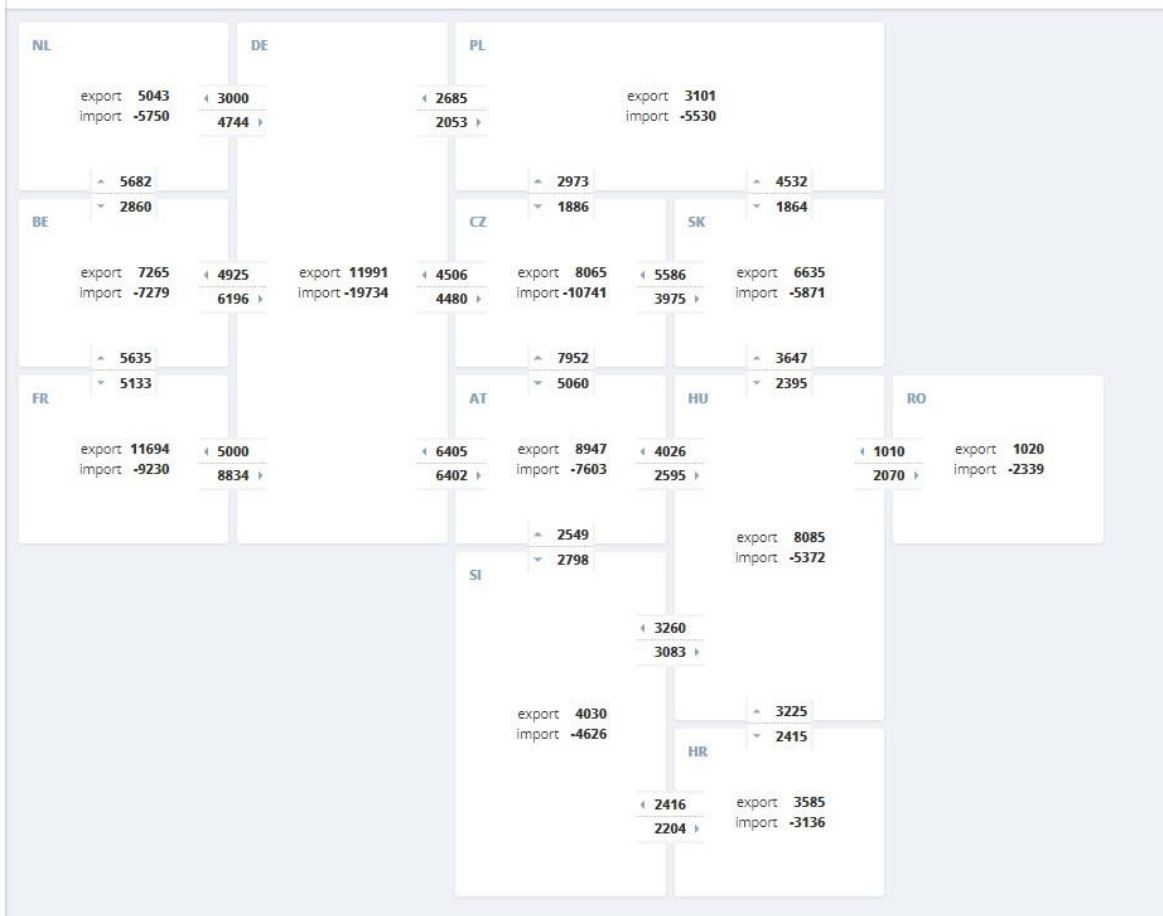 NL
DE
PL
export 5043
import -5750
3000
4744
2685
2053
export 3101
import -5530
5682
2860
2973
1886
4532
1864
BE
CZ
SK
export 7265
import -7279
4925
6196
export 11991
import -19734
4506
4480
export 8065
import -10741
5586
3975
export 6635
import -5871
5635
5133
7952
5060
3647
2395
FR
AT
HU
RO
export 11694
import -9230
5000
8834
6405
6402
export 8947
import -7603
4026
2595
1010
2070
export 1020
import -2339
2549
2798
export 8085
import -5372
SI
3260
3083
export 4030
import -4626
3225
2415
HR
2416
2204
export 3585
import -3136